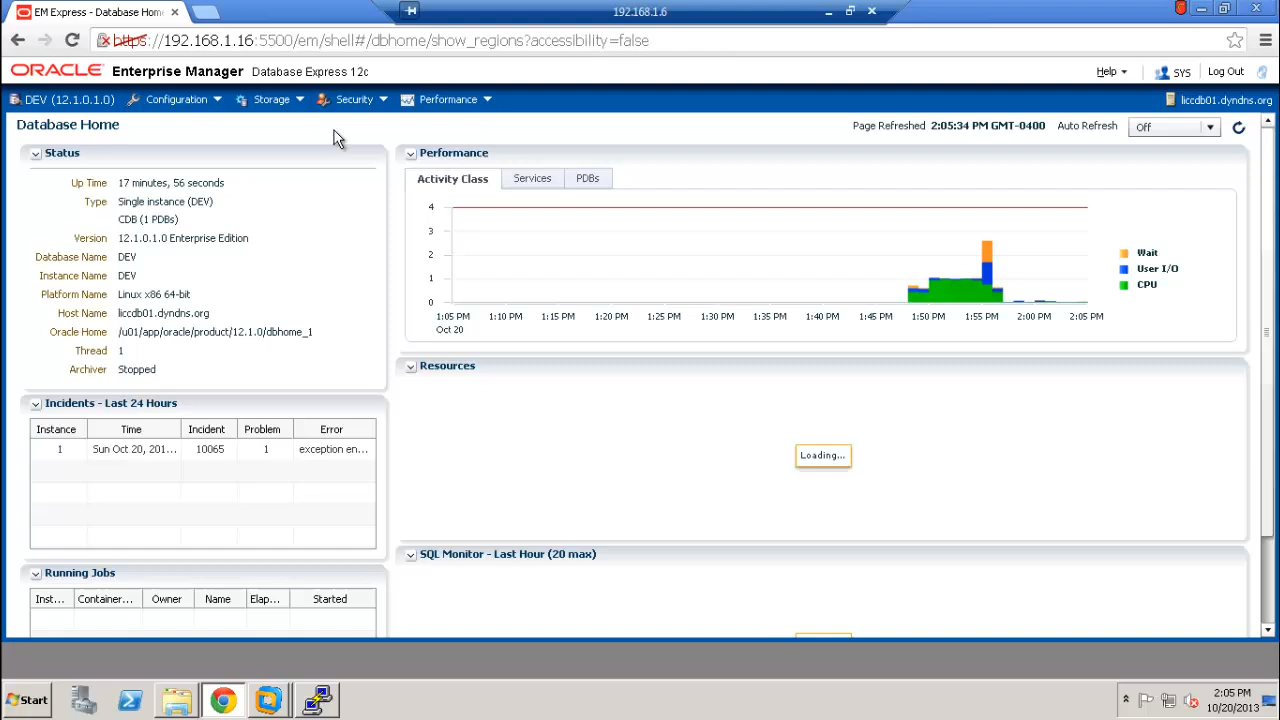 EM Express - Database Hom
192.168.1.6
https://192.168.1.16:5500/em/shell#/dbhome/show_regions?accessibility=false
ORACLE Enterprise Manager Database Express 12c
Help SYS Log Out
DEV (12.1.0.1.0) Configuration Storage Security Performance liccdb01.dyndns.org
Database Home
Page Refreshed 2:05:34 PM GMT-0400 Auto Refresh Off
Status
Up Time 17 minutes, 56 seconds
Type Single instance (DEV)
CDB (1 PDBs)
Version 12.1.0.1.0 Enterprise Edition
Database Name DEV
Instance Name DEV
Platform Name Linux x86 64-bit
Host Name liccdb01.dyndns.org
Oracle Home /u01/app/oracle/product/12.1.0/dbhome_1
Thread 1
Archiver Stopped
Incidents - Last 24 Hours
Instance Time Incident Problem Error
1 Sun Oct 20, 201... 10065 1 exception en...
Running Jobs
Inst... Container... Owner Name Elap... Started
Performance
Activity Class Services PDBs
4
3
2
1
0
1:05 PM 1:10 PM 1:15 PM 1:20 PM 1:25 PM 1:30 PM 1:35 PM 1:40 PM 1:45 PM 1:50 PM 1:55 PM 2:00 PM 2:05 PM
Oct 20
Wait
User I/O
CPU
Resources
Loading...
SQL Monitor - Last Hour (20 max)
Start
2:05 PM
10/20/2013